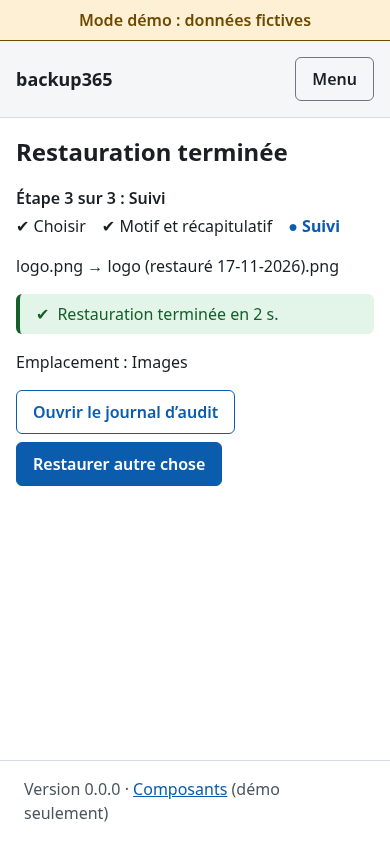 Mode démo : données fictives
backup365
Menu
Restauration terminée
Étape 3 sur 3 : Suivi
✔ Choisir ✔ Motif et récapitulatif ● Suivi
logo.png → logo (restauré 17-11-2026).png
✔ Restauration terminée en 2 s.
Emplacement : Images
Ouvrir le journal d’audit
Restaurer autre chose
Version 0.0.0 · Composants (démo
seulement)